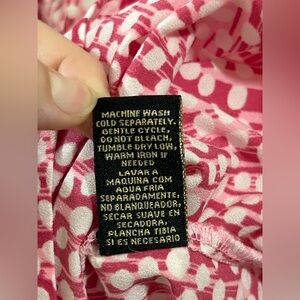 MACHINE WASH
COLD SEPARATELY.
GENTLE CYCLE,
DO NOT BLEACH,
TUMBLE DRY LOW,
WARM IRON IF
NEEDED
LAVAR A
MAQUINA COM
AGUA FRIA
SEPARADAMENTE,
NO BLANQUEADOR,
SECAR SUAVE EN
SECADORA,
PLANCHA TIBIA
SI ES NECESARIO